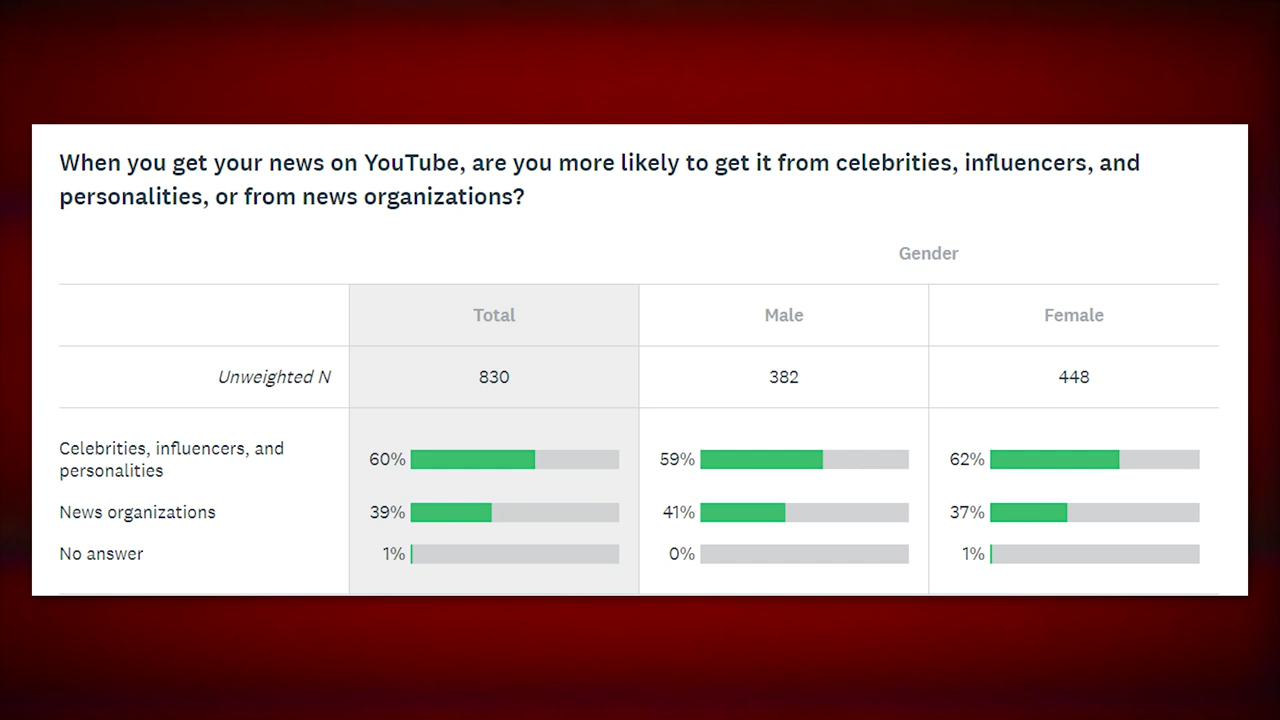 When you get your news on YouTube, are you more likely to get it from celebrities, influencers, and
personalities, or from news organizations?
Gender
Total Male Female
Unweighted N 830 382 448
Celebrities, influencers, and
personalities 60% 59% 62%
News organizations 39% 41% 37%
No answer 1% 0% 1%